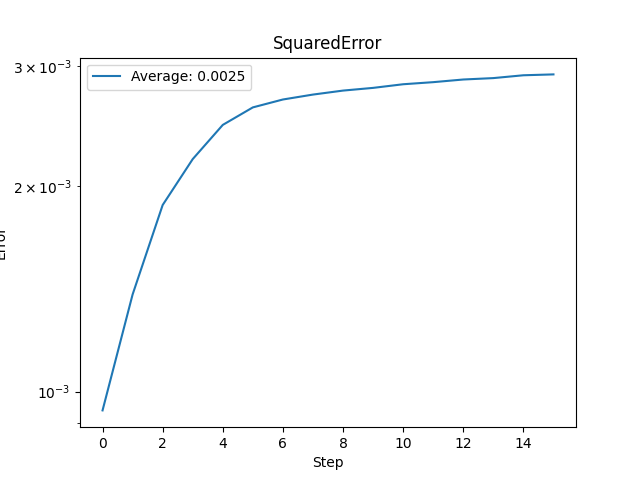 SquaredError
Average: 0.0025
3 × 10⁻³
2 × 10⁻³
10⁻³
Error
0 2 4 6 8 10 12 14
Step